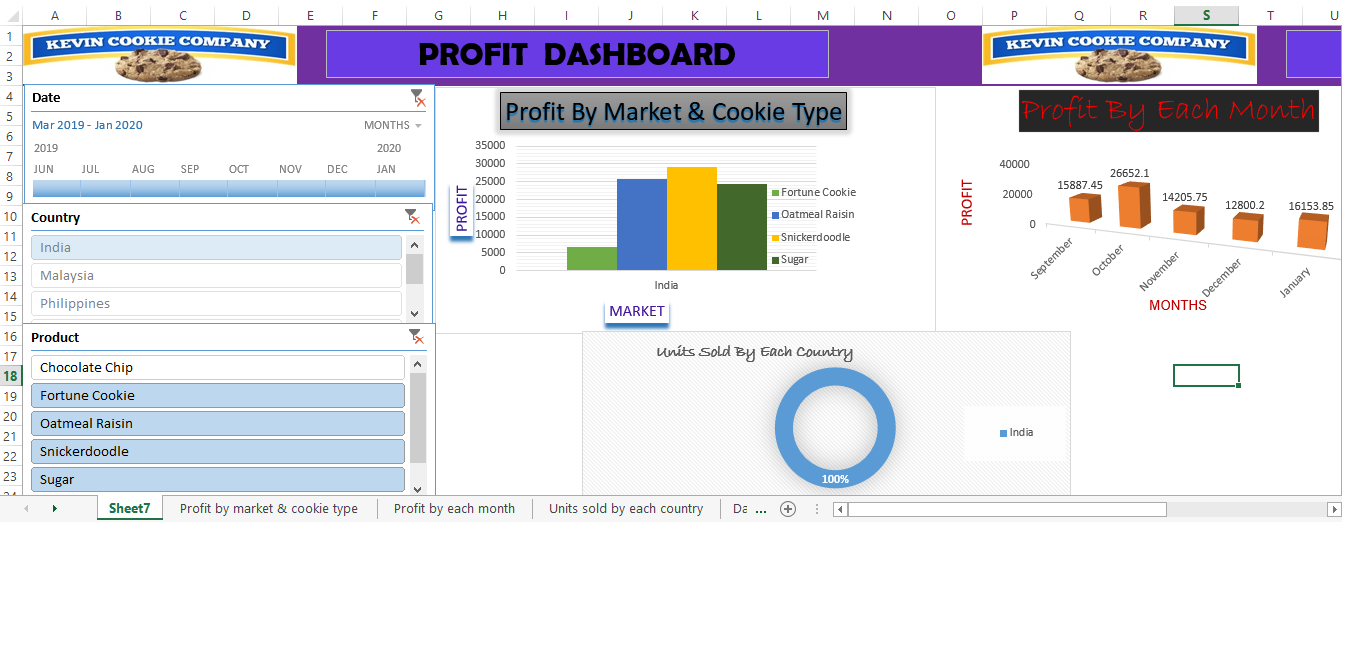 A B C D E F G H I J K L M N O P Q R S T U
1
2
3
4
5
6
7
8
9
10
11
12
13
14
15
16
17
18
19
20
21
22
23
KEVIN COOKIE COMPANY
PROFIT DASHBOARD
KEVIN COOKIE COMPANY
Date
Mar 2019 - Jan 2020
MONTHS
2019 2020
JUN JUL AUG SEP OCT NOV DEC JAN
Country
India
Malaysia
Philippines
Product
Chocolate Chip
Fortune Cookie
Oatmeal Raisin
Snickerdoodle
Sugar
Profit By Market & Cookie Type
PROFIT
35000
30000
25000
20000
15000
10000
5000
0
India
MARKET
Fortune Cookie
Oatmeal Raisin
Snickerdoodle
Sugar
Profit By Each Month
PROFIT
40000
20000
0
15887.45
26652.1
14205.75
12800.2
16153.85
September
October
November
December
January
MONTHS
Units Sold By Each Country
100%
India
Sheet7 Profit by market & cookie type Profit by each month Units sold by each country Da ...